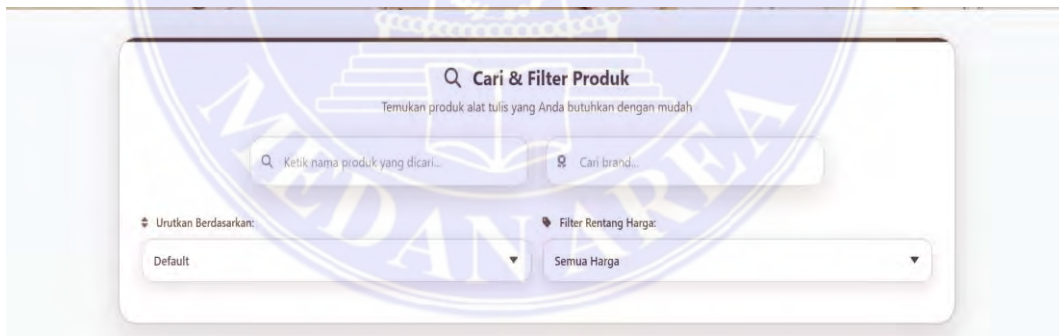 Cari & Filter Produk
Temukan produk alat tulis yang Anda butuhkan dengan mudah
Ketik nama produk yang dicari...
Cari brand...
Urutkan Berdasarkan:
Filter Rentang Harga:
Default
Semua Harga
MEDAN AREA